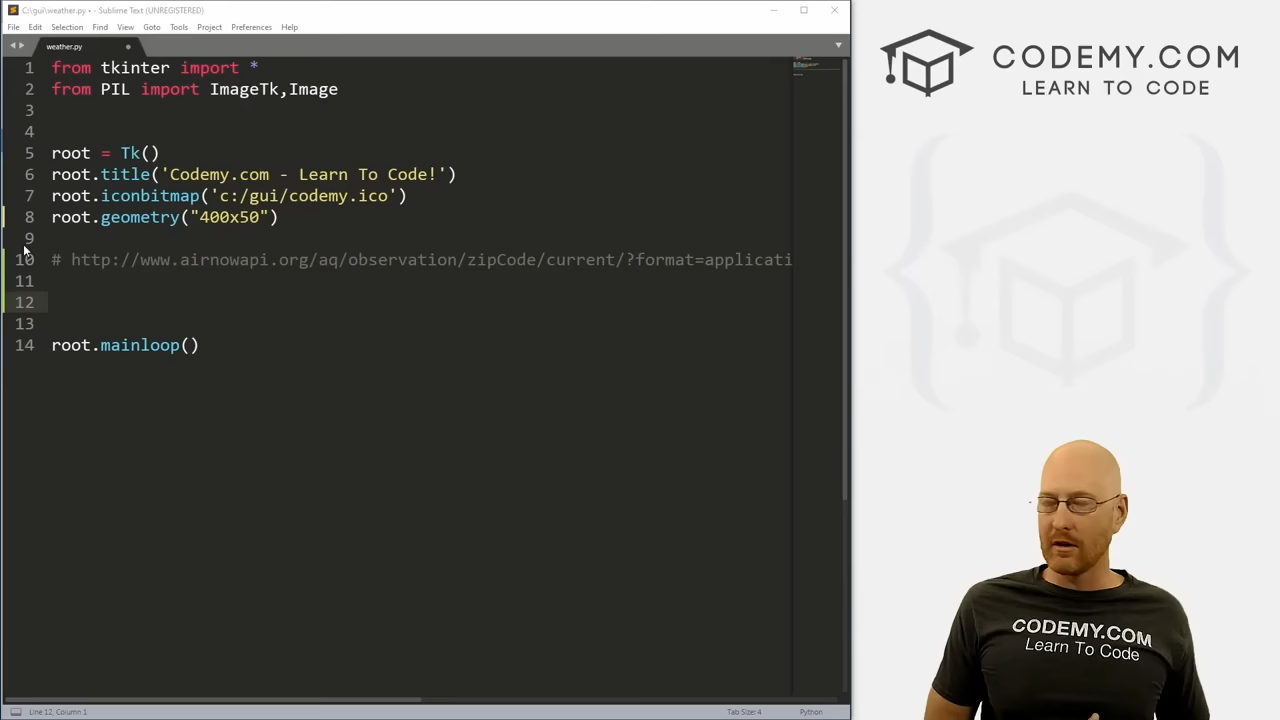 C:\gui\weather.py • - Sublime Text (UNREGISTERED)
File Edit Selection Find View Goto Tools Project Preferences Help
weather.py
1 from tkinter import *
2 from PIL import ImageTk,Image
3
4
5 root = Tk()
6 root.title('Codemy.com - Learn To Code!')
7 root.iconbitmap('c:/gui/codemy.ico')
8 root.geometry("400x50")
9
10 # http://www.airnowapi.org/aq/observation/zipCode/current/?format=applicati
11
12
13
14 root.mainloop()
Line 12, Column 1
Tab Size: 4
Python
CODEMY.COM
LEARN TO CODE
CODEMY.COM
Learn To Code